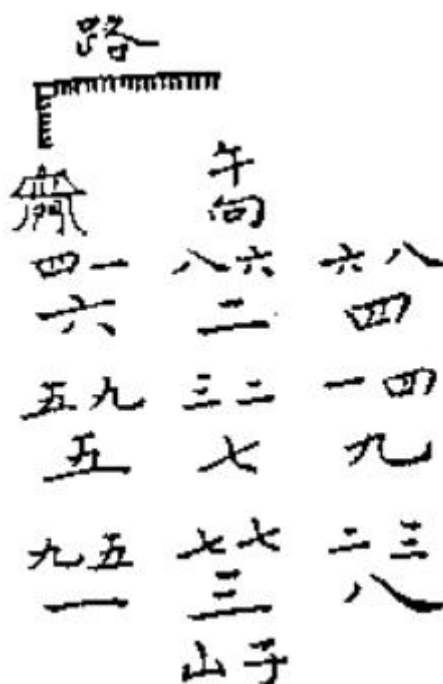 路
午
向
四一 八六 六八
六 二 四
五九 三二 一四
五 七 九
九五 七七 二三
一 三 八
山子